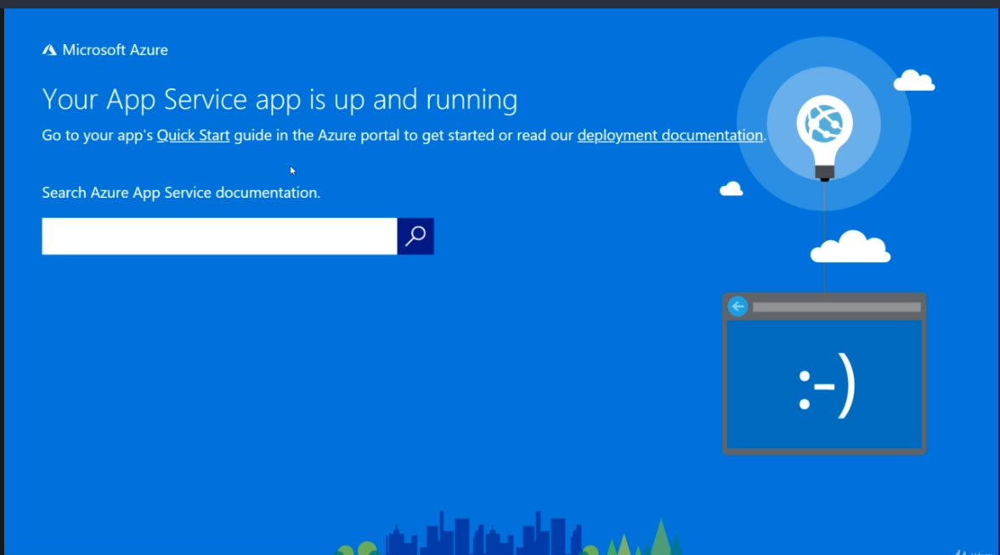 Microsoft Azure
Your App Service app is up and running
Go to your app's Quick Start guide in the Azure portal to get started or read our deployment documentation.
Search Azure App Service documentation.
:-)